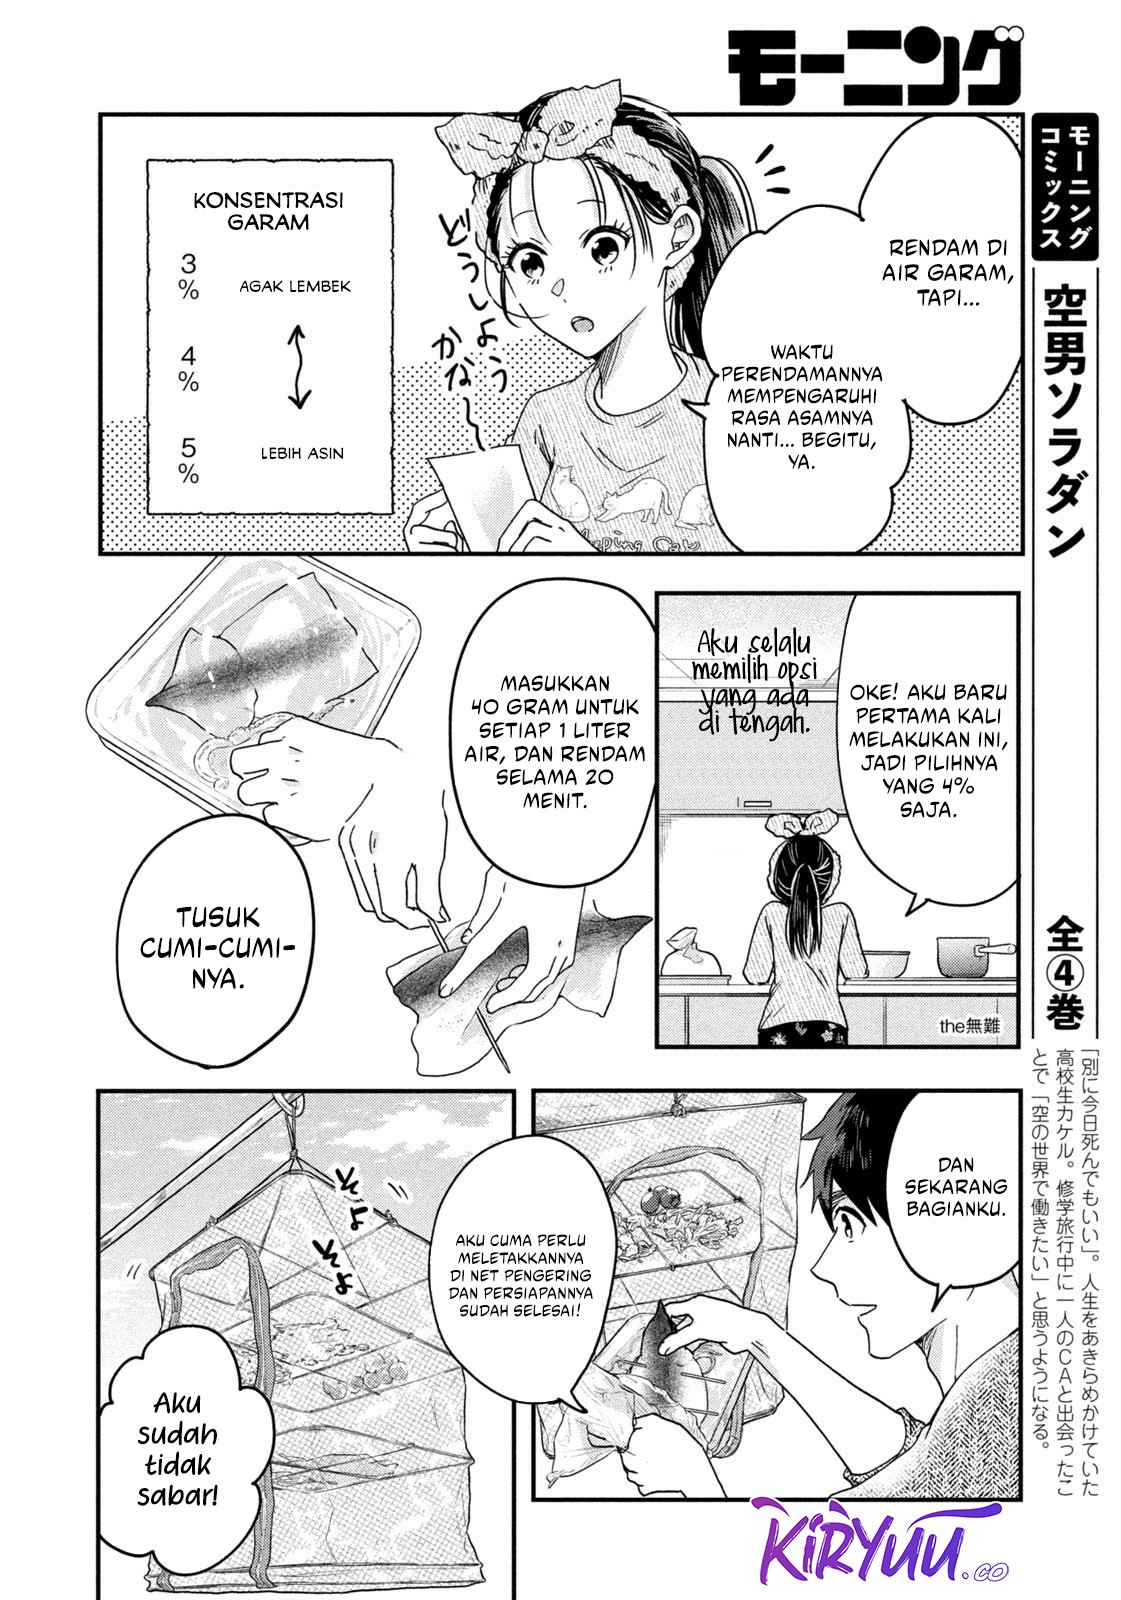 モーニング
モーニング
コミックス
空男ソラダン
全④巻
「別に今日死んでもいい」。人生をあきらめかけていた
高校生カケル。修学旅行中に一人のCAと出会ったこ
とで「空の世界で働きたい」と思うようになる。
RENDAM DI
AIR GARAM,
TAPI...
WAKTU
PERENDAMANNYA
MEMPENGARUHI
RASA ASAMNYA
NANTI... BEGITU,
YA.
どうしよう
かな〜
KONSENTRASI
GARAM
3
%
AGAK LEMBEK
4
%
5
%
LEBIH ASIN
OKE! AKU BARU
PERTAMA KALI
MELAKUKAN INI,
JADI PILIHNYA
YANG 4%
SAJA.
Aku selalu
memilih opsi
yang ada
di tengah.
the無難
MASUKKAN
40 GRAM UNTUK
SETIAP 1 LITER
AIR, DAN RENDAM
SELAMA 20
MENIT.
TUSUK
CUMI-CUMI-
NYA.
DAN
SEKARANG
BAGIANKU.
AKU CUMA PERLU
MELETAKKANNYA
DI NET PENGERING
DAN PERSIAPANNYA
SUDAH SELESAI!
そよ
そよ
Aku
sudah
tidak
sabar!
KIRYUU.CO